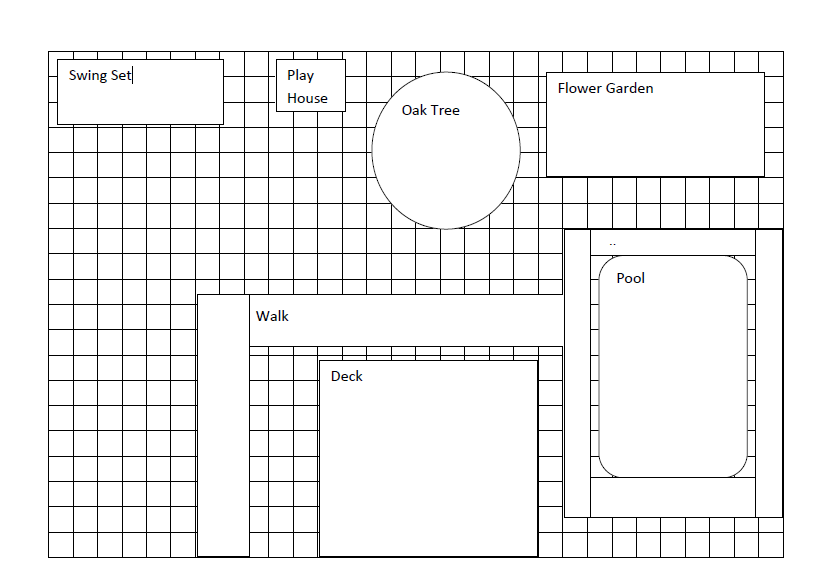 Swing Set
Play
House
Oak Tree
Flower Garden
..
Pool
Walk
Deck